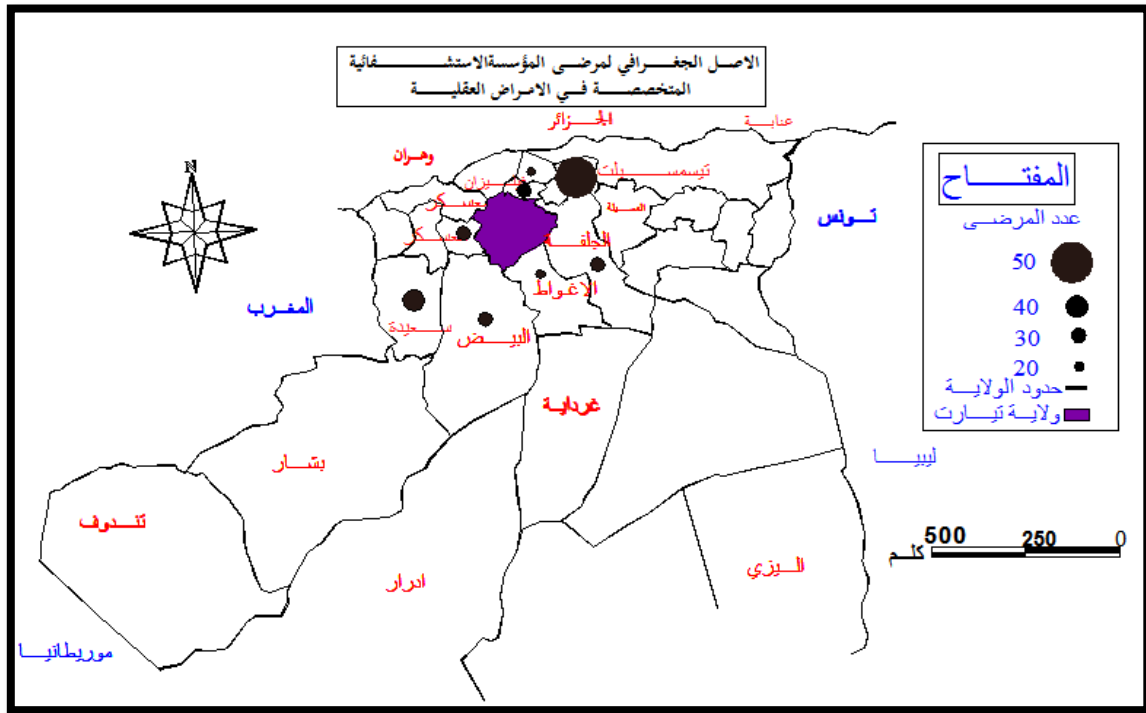 الاصل الجغرافي لمرضى المؤسسةالاستشفائية
المتخصصة في الامراض العقلية
الجزائر
عنابة
وهران
تيسمسيلت
غليزان
المسيلة
معسكر
تونس
معسكر
الجلفة
الاغواط
المغرب
سعيدة
البيض
غرداية
بشار
تندوف
ادرار
اليزي
ليبيا
موريطانيا
N
المفتاح
عدد المرضى
50
40
30
20
حدود الولاية
ولاية تيارت
كلم 500 250 0